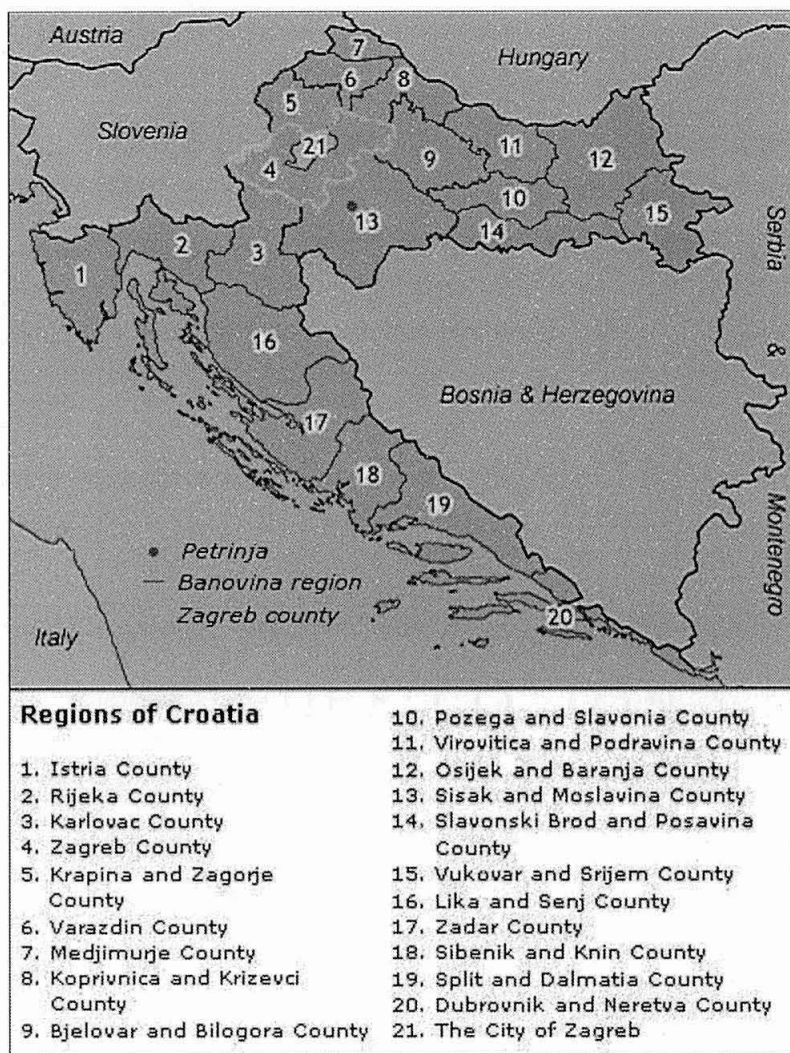 Austria
Hungary
Slovenia
Serbia & Montenegro
Bosnia & Herzegovina
Italy
7
6
8
5
21
11
12
4
9
10
15
13
14
2
3
1
16
17
18
19
20
Petrinja
Banovina region
Zagreb county
Regions of Croatia
1. Istria County
2. Rijeka County
3. Karlovac County
4. Zagreb County
5. Krapina and Zagorje
County
6. Varazdin County
7. Medjimurje County
8. Koprivnica and Krizevci
County
9. Bjelovar and Bilogora County
10. Pozega and Slavonia County
11. Virovitica and Podravina County
12. Osijek and Baranja County
13. Sisak and Moslavina County
14. Slavonski Brod and Posavina
County
15. Vukovar and Srijem County
16. Lika and Senj County
17. Zadar County
18. Sibenik and Knin County
19. Split and Dalmatia County
20. Dubrovnik and Neretva County
21. The City of Zagreb